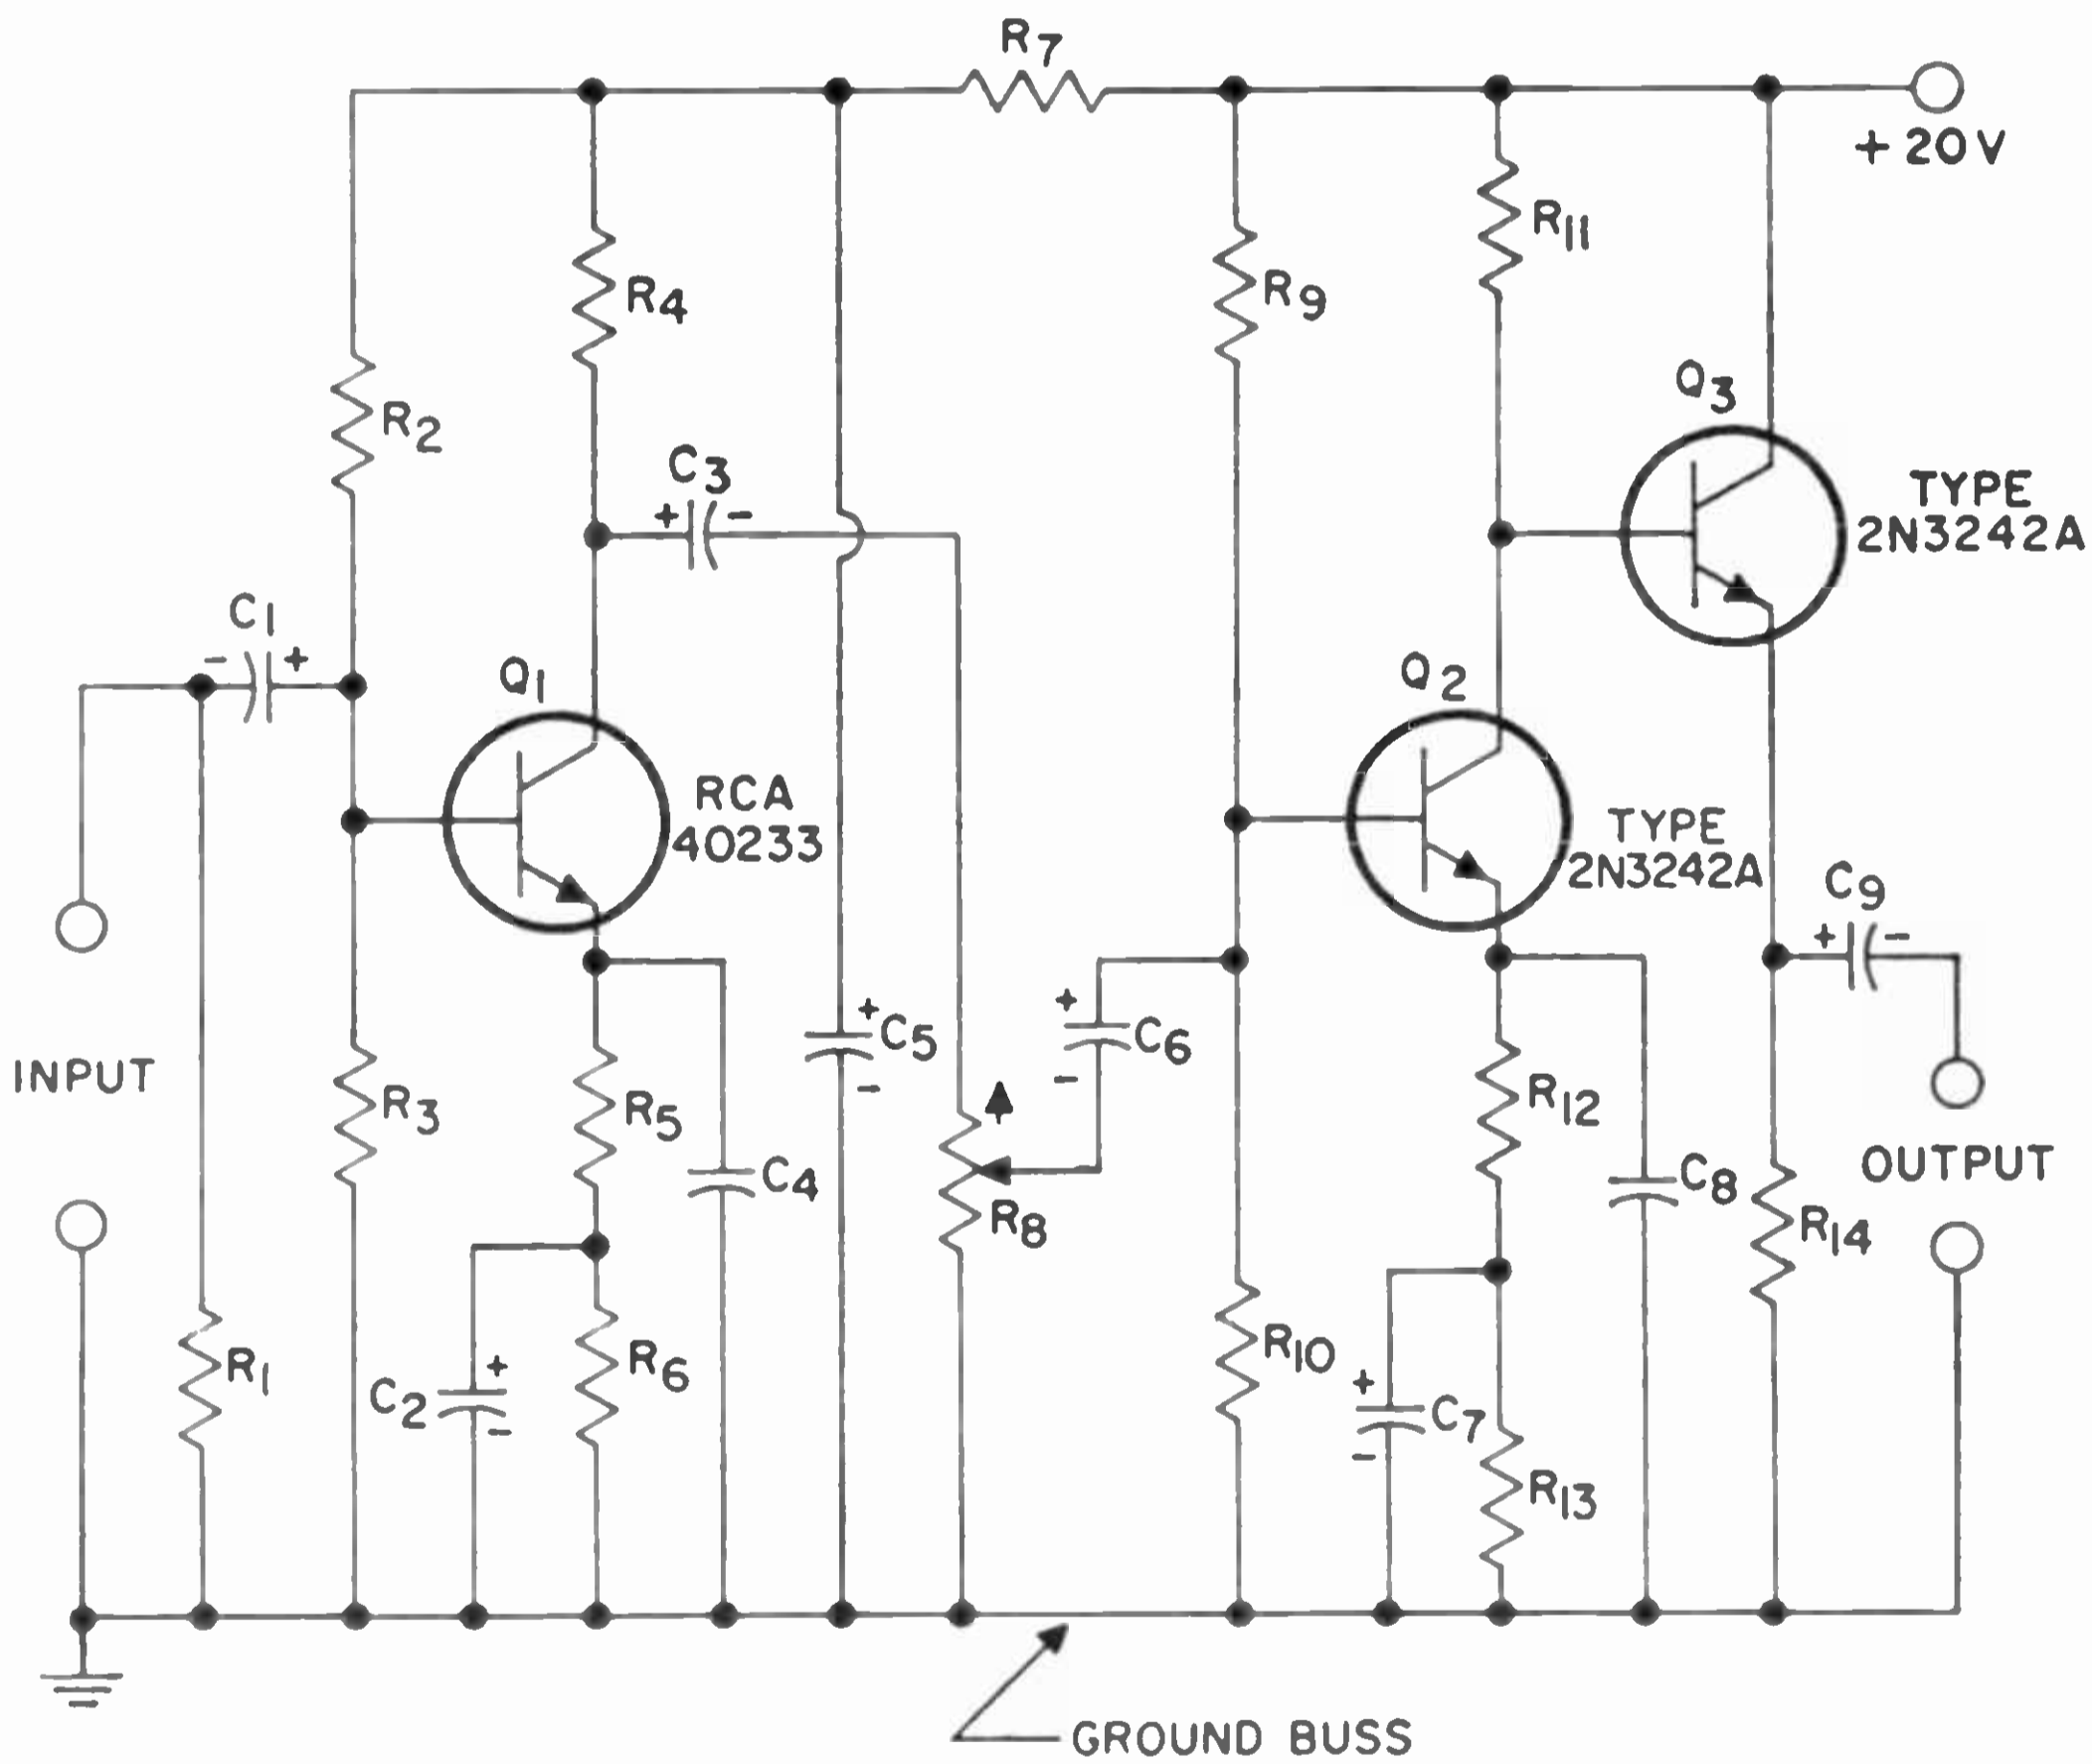 R7
+20V
R11
R9
R4
Q3
R2
C3
+ -
TYPE
2N3242A
C1
- +
Q1
Q2
RCA
40233
TYPE
2N3242A
C9
+ -
+
C5
-
+
C6
-
INPUT
R3
R5
R12
OUTPUT
C4
C8
R8
R14
R1
R6
R10
+
C2
-
+
C7
-
R13
GROUND BUSS